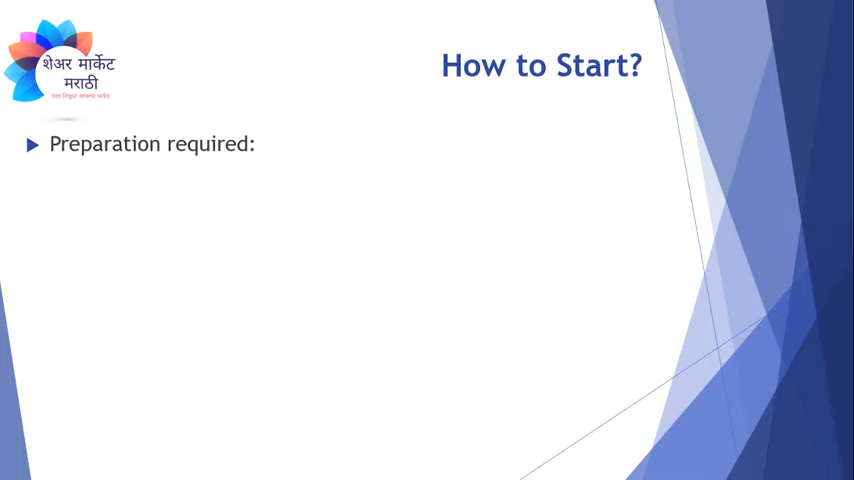 शेअर मार्केट
मराठी
How to Start?
Preparation required: